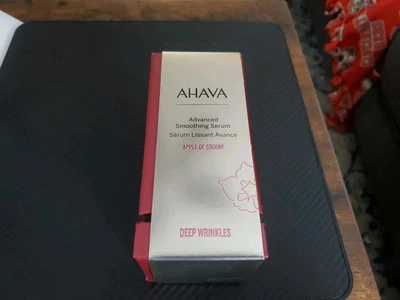 AHAVA
Advanced
Smoothing Serum
Sérum Lissant Avancé
APPLE OF SODOM
DEEP WRINKLES